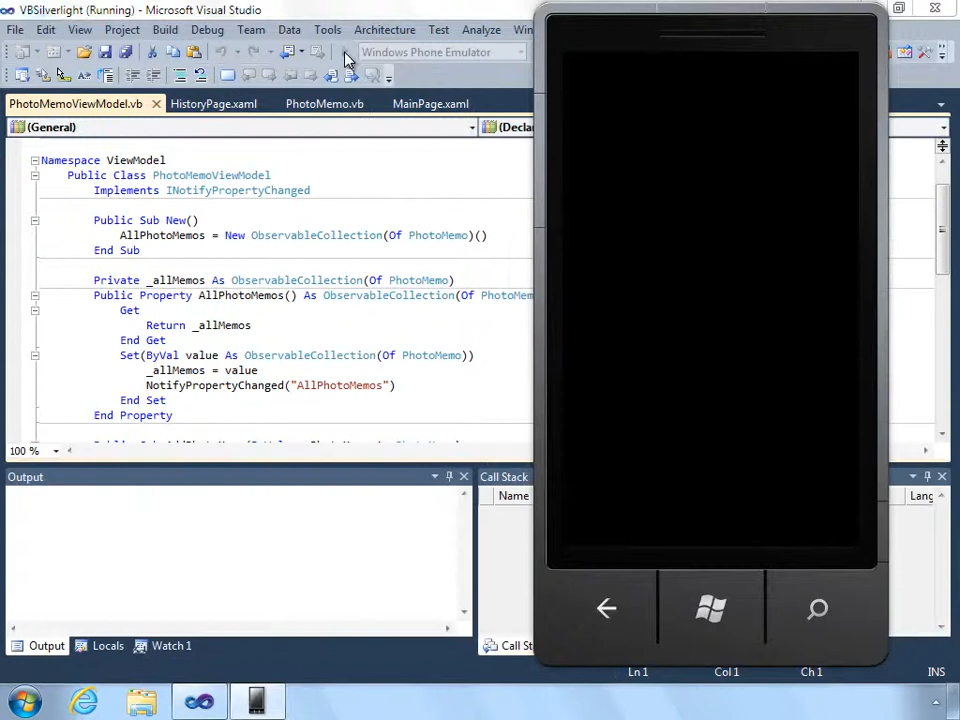 VBSilverlight (Running) - Microsoft Visual Studio
File Edit View Project Build Debug Team Data Tools Architecture Test Analyze Win
Windows Phone Emulator
PhotoMemoViewModel.vb HistoryPage.xaml PhotoMemo.vb MainPage.xaml
(General) (Declar
Namespace ViewModel
Public Class PhotoMemoViewModel
Implements INotifyPropertyChanged
Public Sub New()
AllPhotoMemos = New ObservableCollection(Of PhotoMemo)()
End Sub
Private _allMemos As ObservableCollection(Of PhotoMemo)
Public Property AllPhotoMemos() As ObservableCollection(Of PhotoMem
Get
Return _allMemos
End Get
Set(ByVal value As ObservableCollection(Of PhotoMemo))
_allMemos = value
NotifyPropertyChanged("AllPhotoMemos")
End Set
End Property
100 %
Output
Call Stack
Name
Lang
Output Locals Watch 1
Call St
Ln 1 Col 1 Ch 1 INS